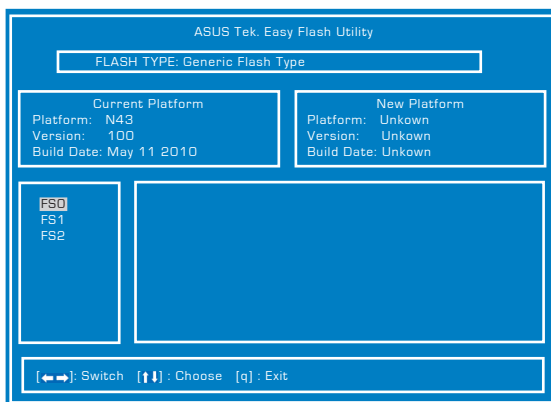 ASUS Tek. Easy Flash Utility
FLASH TYPE: Generic Flash Type
Current Platform
Platform: N43
Version: 100
Build Date: May 11 2010
New Platform
Platform: Unkown
Version: Unkown
Build Date: Unkown
FS0
FS1
FS2
[←→]: Switch [↑↓] : Choose [q] : Exit